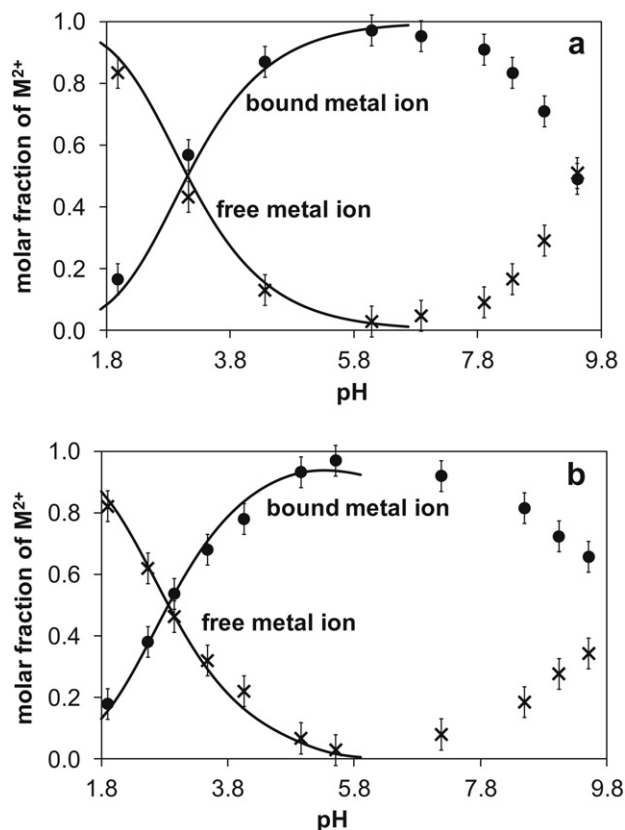 a
molar fraction of M²⁺
1.0
0.8
0.6
0.4
0.2
0.0
bound metal ion
free metal ion
1.8 3.8 5.8 7.8 9.8
pH
b
molar fraction of M²⁺
1.0
0.8
0.6
0.4
0.2
0.0
bound metal ion
free metal ion
1.8 3.8 5.8 7.8 9.8
pH